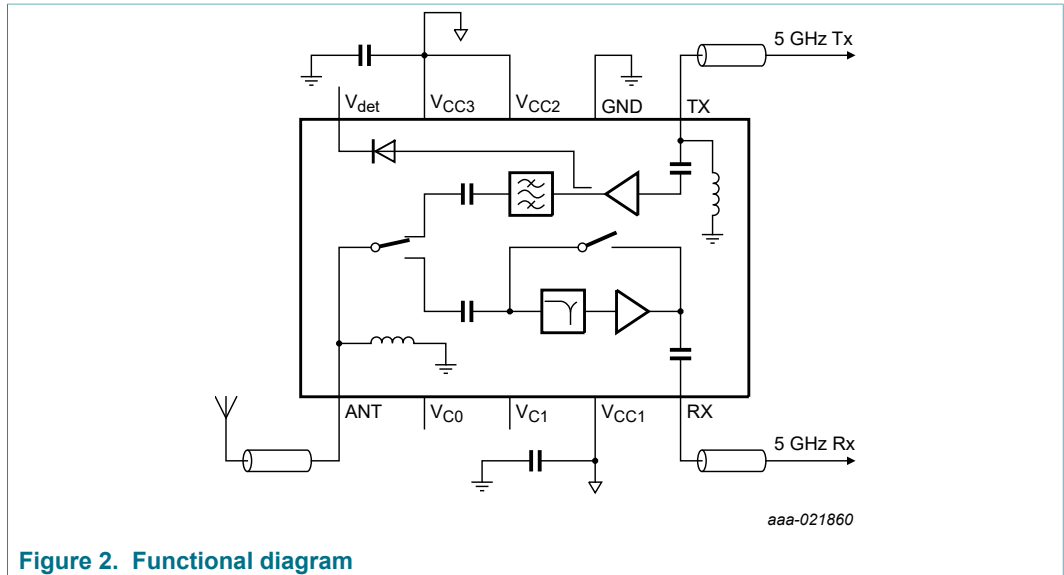 5 GHz Tx
Vdet
VCC3
VCC2
GND
TX
ANT
VC0
VC1
VCC1
RX
5 GHz Rx
aaa-021860
Figure 2. Functional diagram